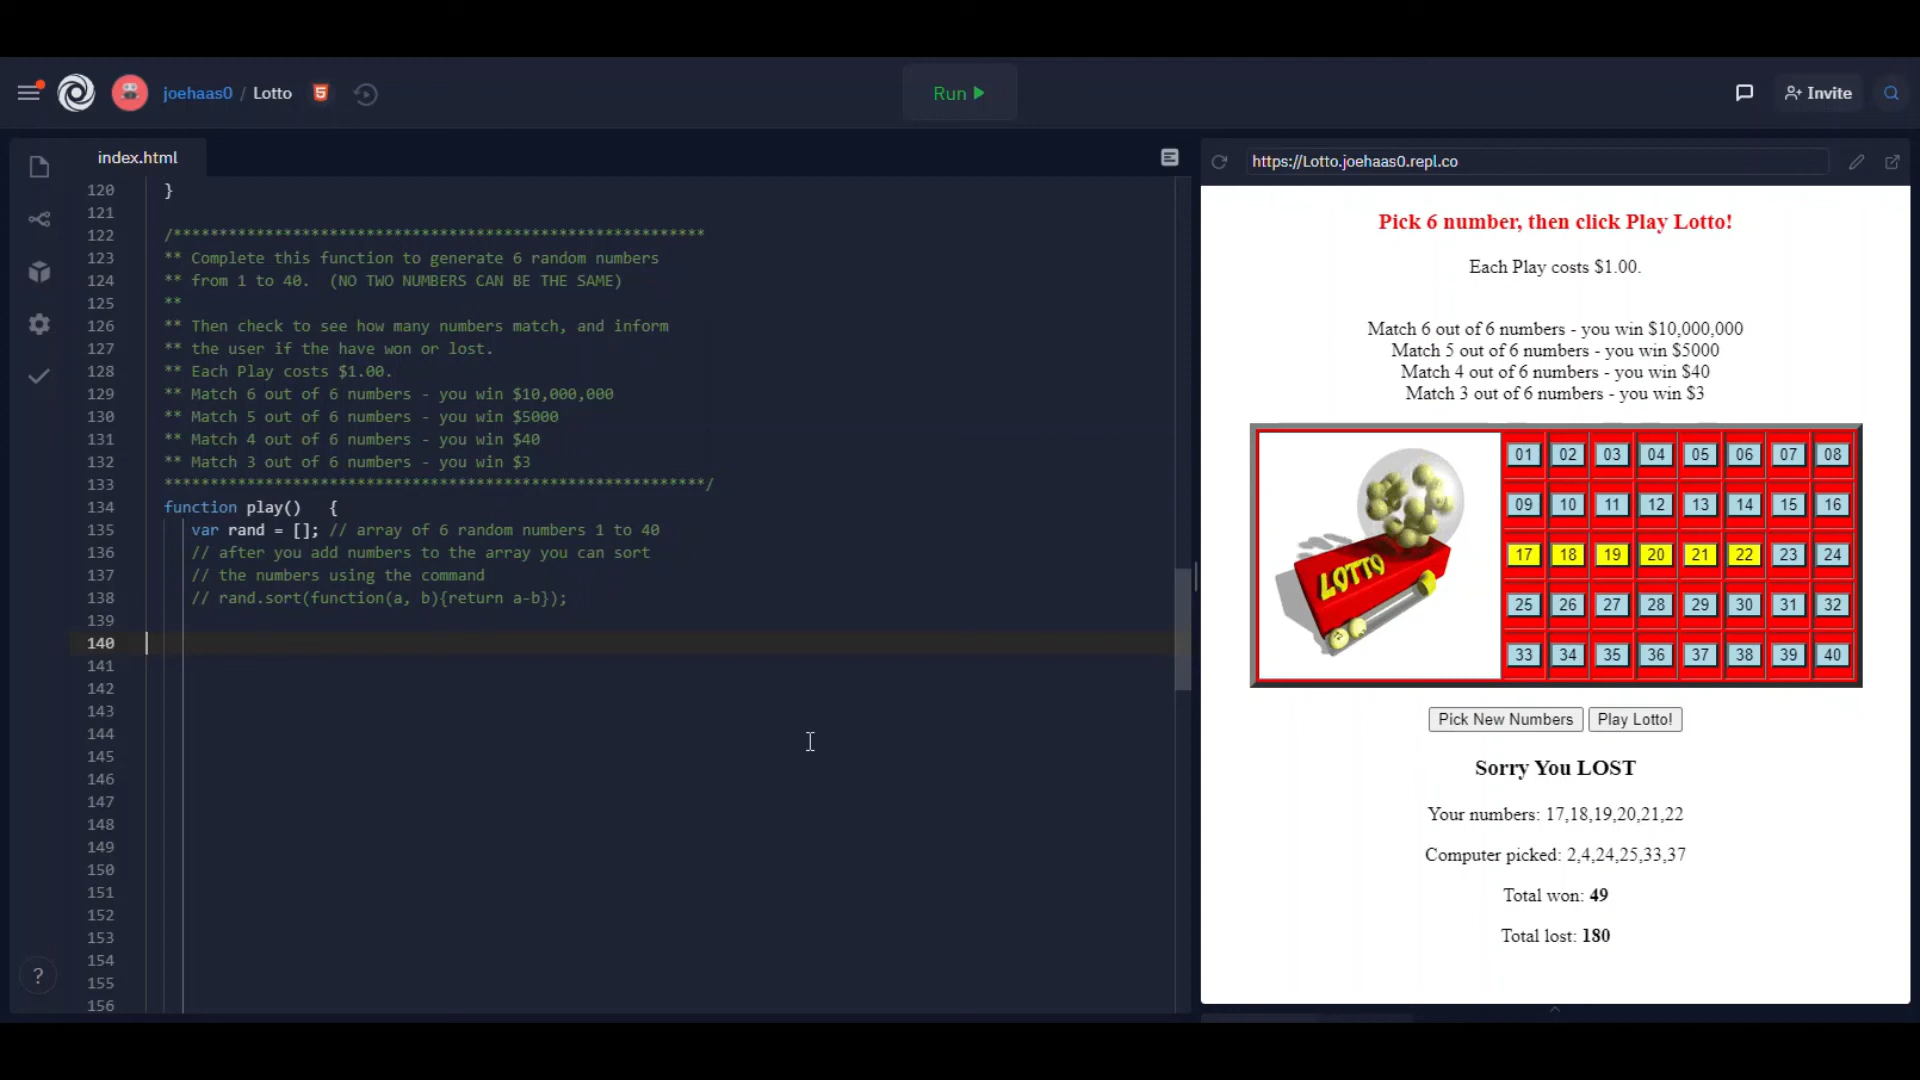 joehaas0 / Lotto
Run
Invite
index.html
https://Lotto.joehaas0.repl.co
120 }
121
122 /**********************************************************
123 ** Complete this function to generate 6 random numbers
124 ** from 1 to 40.  (NO TWO NUMBERS CAN BE THE SAME)
125 **
126 ** Then check to see how many numbers match, and inform
127 ** the user if the have won or lost.
128 ** Each Play costs $1.00.
129 ** Match 6 out of 6 numbers - you win $10,000,000
130 ** Match 5 out of 6 numbers - you win $5000
131 ** Match 4 out of 6 numbers - you win $40
132 ** Match 3 out of 6 numbers - you win $3
133 ***********************************************************/
134 function play()   {
135 var rand = []; // array of 6 random numbers 1 to 40
136 // after you add numbers to the array you can sort
137 // the numbers using the command
138 // rand.sort(function(a, b){return a-b});
139
140
141
142
143
144
145
146
147
148
149
150
151
152
153
154
155
156
?
Pick 6 number, then click Play Lotto!
Each Play costs $1.00.
Match 6 out of 6 numbers - you win $10,000,000
Match 5 out of 6 numbers - you win $5000
Match 4 out of 6 numbers - you win $40
Match 3 out of 6 numbers - you win $3
LOTTO
01 02 03 04 05 06 07 08
09 10 11 12 13 14 15 16
17 18 19 20 21 22 23 24
25 26 27 28 29 30 31 32
33 34 35 36 37 38 39 40
Pick New Numbers Play Lotto!
Sorry You LOST
Your numbers: 17,18,19,20,21,22
Computer picked: 2,4,24,25,33,37
Total won: 49
Total lost: 180